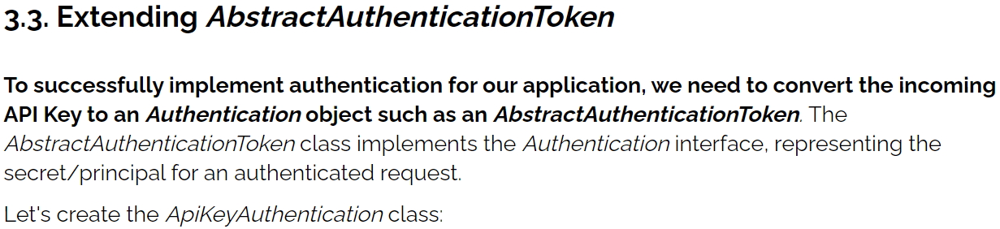 3.3. Extending AbstractAuthenticationToken
To successfully implement authentication for our application, we need to convert the incoming
API Key to an Authentication object such as an AbstractAuthenticationToken. The
AbstractAuthenticationToken class implements the Authentication interface, representing the
secret/principal for an authenticated request.
Let's create the ApiKeyAuthentication class: